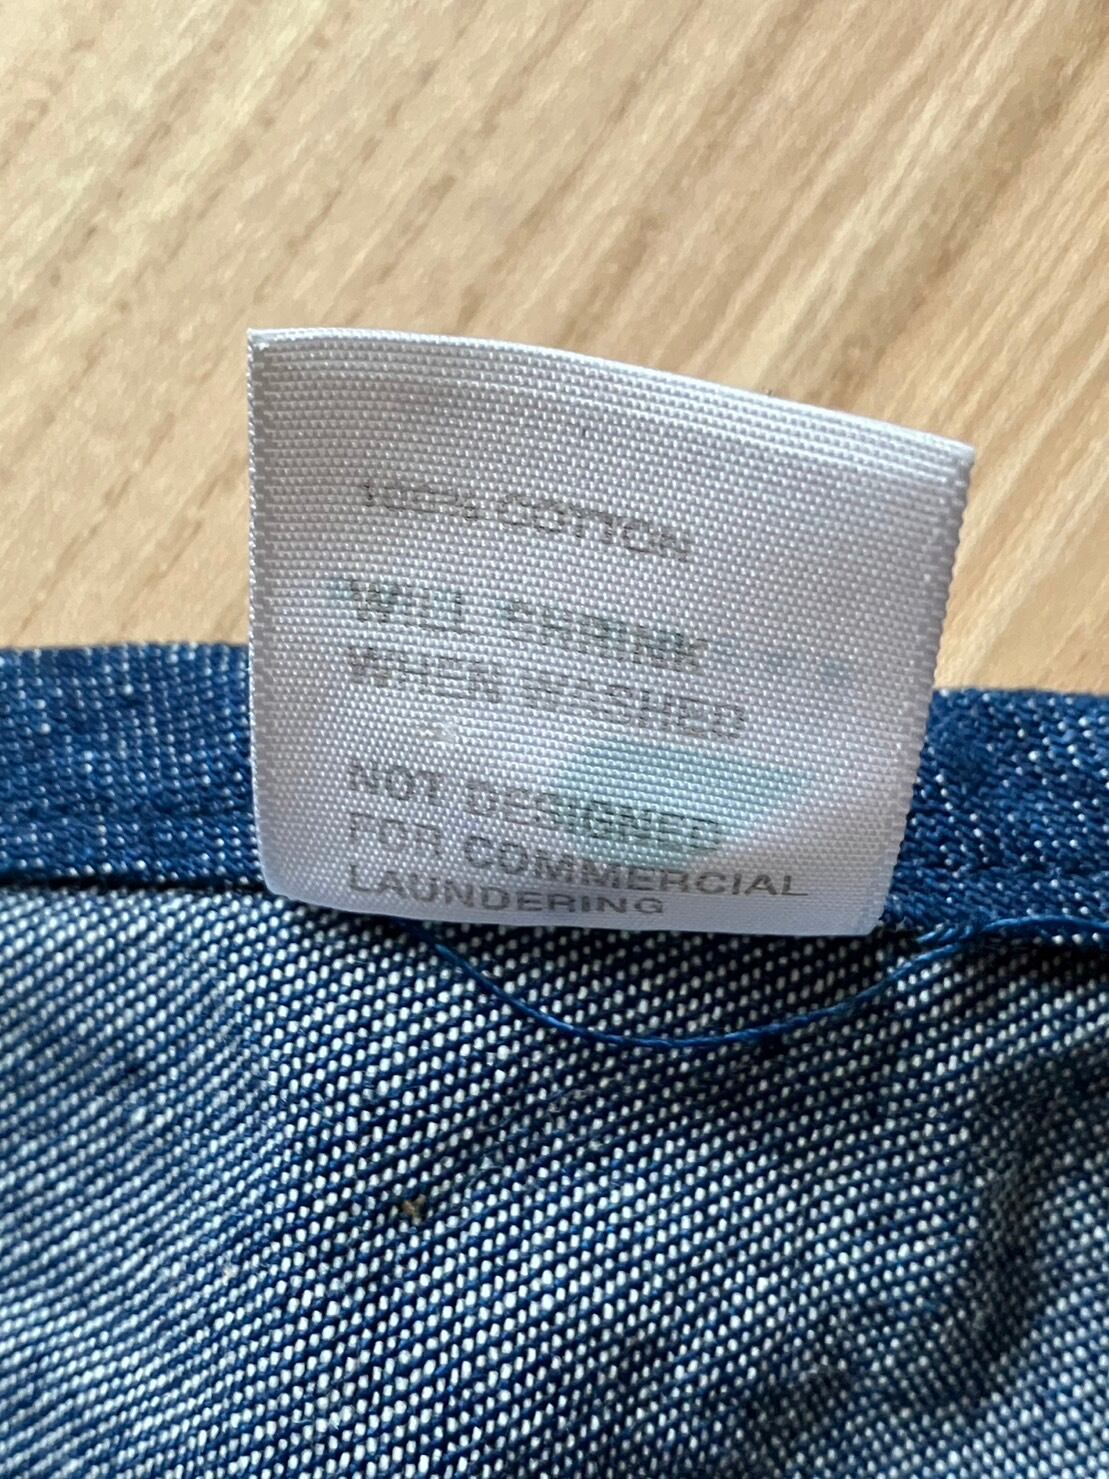 100% COTTON
WILL SHRINK
WHEN WASHED
NOT DESIGNED
FOR COMMERCIAL
LAUNDERING